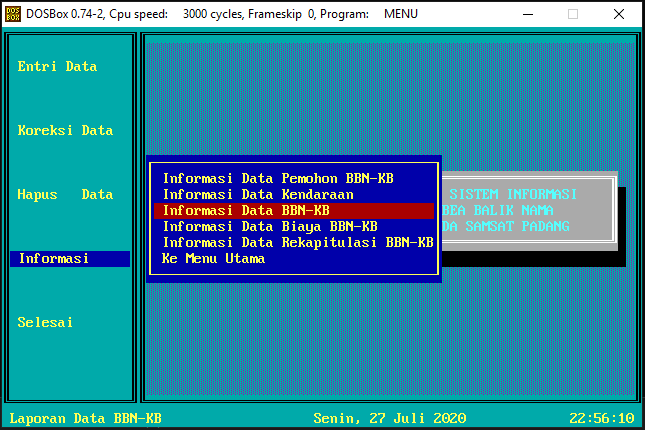 DOSBox 0.74-2, Cpu speed: 3000 cycles, Frameskip 0, Program: MENU
Entri Data
Koreksi Data
Hapus Data
Informasi
Selesai
Informasi Data Pemohon BBN-KB
Informasi Data Kendaraan
Informasi Data BBN-KB
Informasi Data Biaya BBN-KB
Informasi Data Rekapitulasi BBN-KB
Ke Menu Utama
SISTEM INFORMASI
BEA BALIK NAMA
DA SAMSAT PADANG
Laporan Data BBN-KB Senin, 27 Juli 2020 22:56:10